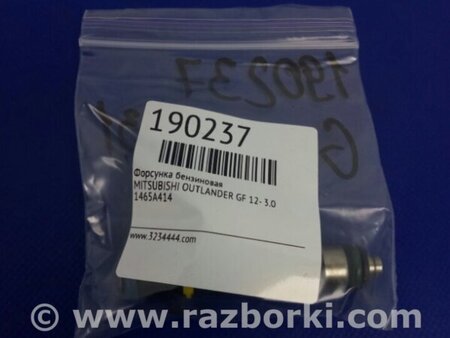 190237
G
190237
Форсунка бензиновая
MITSUBISHI OUTLANDER GF 12- 3.0
1465A414
www.3234444.com
© www.razborki.com